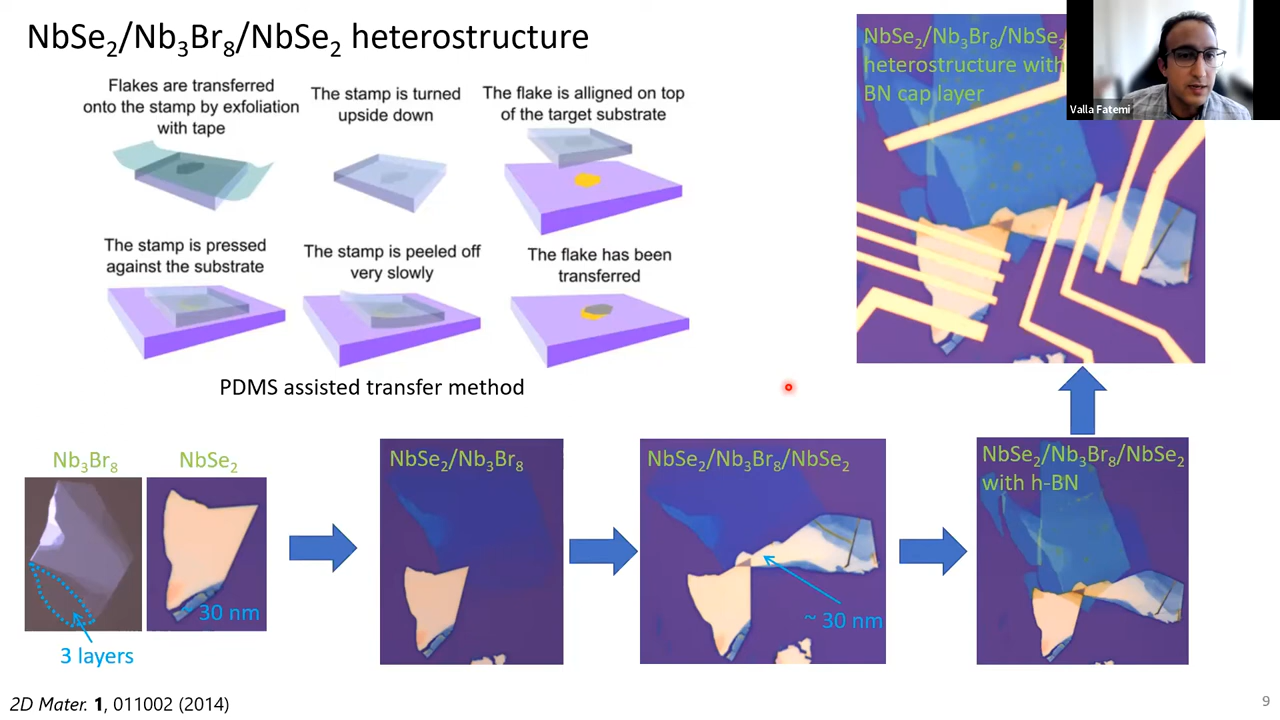 NbSe₂/Nb₃Br₈/NbSe₂ heterostructure
Flakes are transferred
onto the stamp by exfoliation
with tape
The stamp is turned
upside down
The flake is alligned on top
of the target substrate
The stamp is pressed
against the substrate
The stamp is peeled off
very slowly
The flake has been
transferred
PDMS assisted transfer method
NbSe₂/Nb₃Br₈/NbSe₂
heterostructure with
BN cap layer
Valla Fatemi
Nb₃Br₈
3 layers
NbSe₂
~ 30 nm
NbSe₂/Nb₃Br₈
NbSe₂/Nb₃Br₈/NbSe₂
~ 30 nm
NbSe₂/Nb₃Br₈/NbSe₂
with h-BN
2D Mater. 1, 011002 (2014)
9